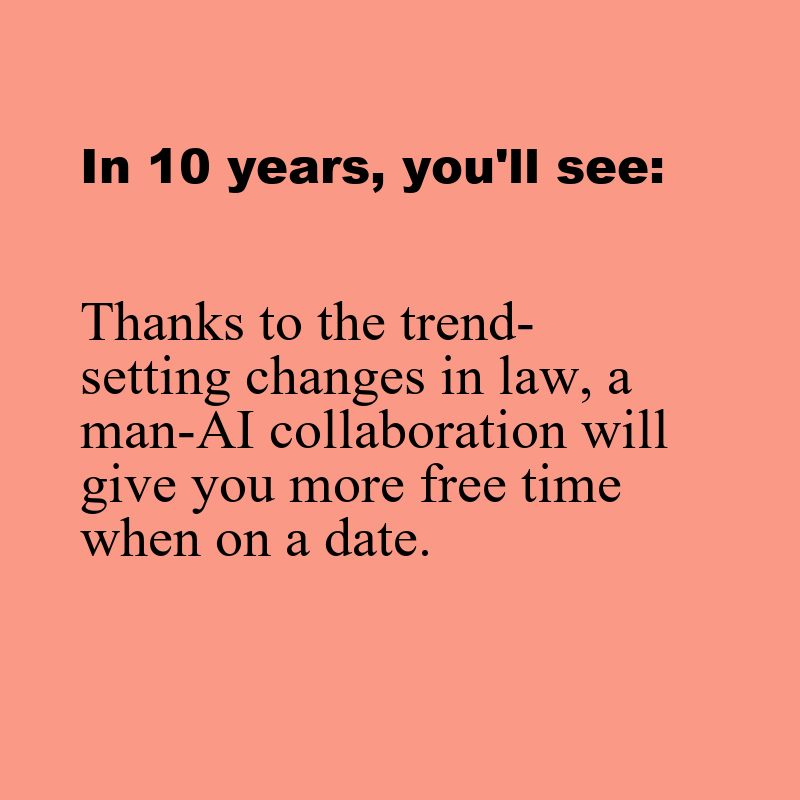 In 10 years, you'll see:
Thanks to the trend-
setting changes in law, a
man-AI collaboration will
give you more free time
when on a date.